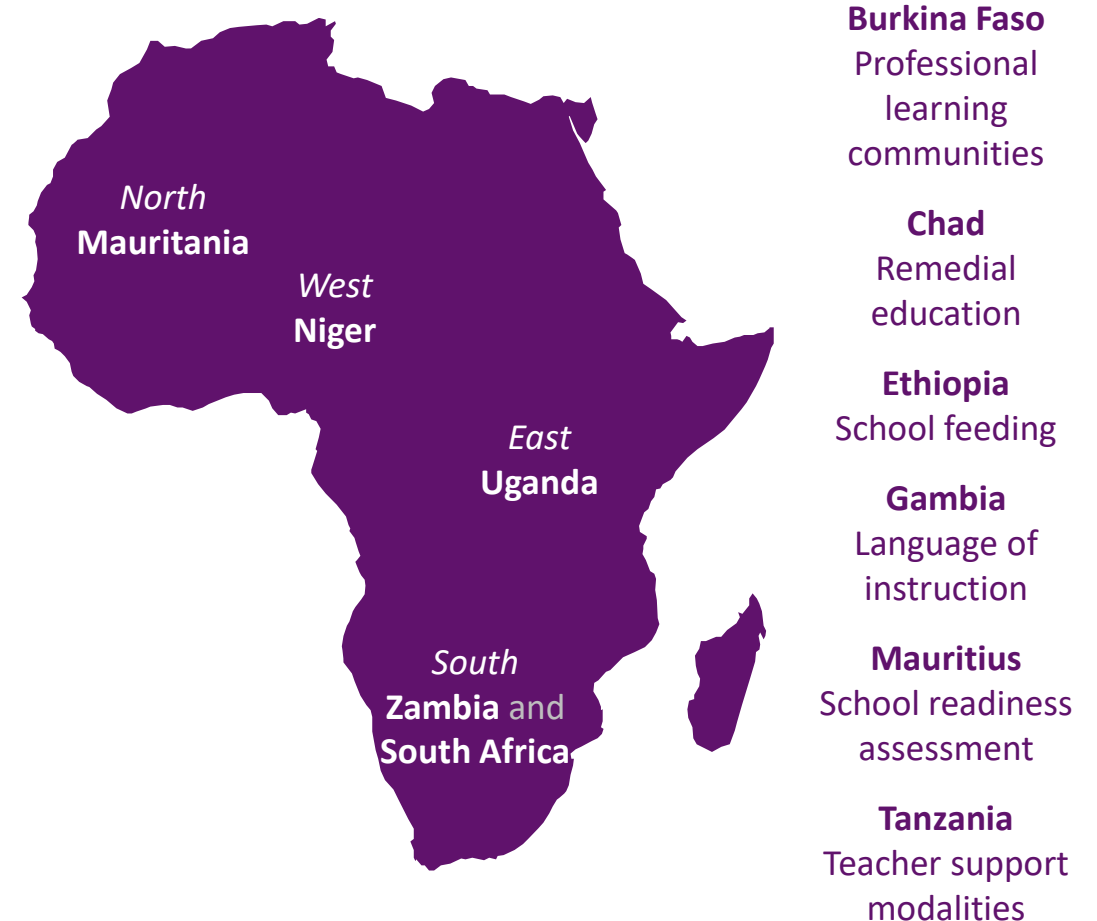 North
Mauritania
West
Niger
East
Uganda
South
Zambia and
South Africa
Burkina Faso
Professional
learning
communities
Chad
Remedial
education
Ethiopia
School feeding
Gambia
Language of
instruction
Mauritius
School readiness
assessment
Tanzania
Teacher support
modalities